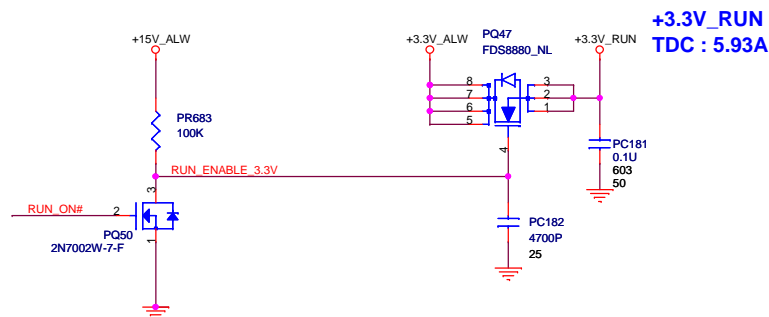 +3.3V_RUN
TDC : 5.93A
+15V_ALW
+3.3V_ALW
PQ47
FDS8880_NL
+3.3V_RUN
8
7
6
5
3
2
1
4
PR683
100K
PC181
0.1U
603
50
RUN_ENABLE_3.3V
3
RUN_ON#
2
1
PQ50
2N7002W-7-F
PC182
4700P
25